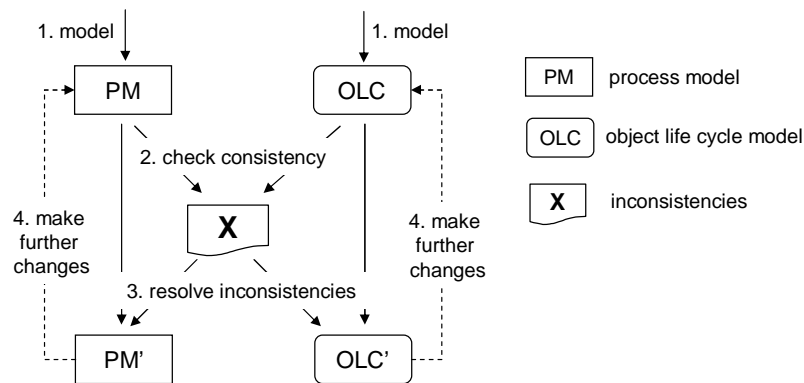 1. model
1. model
PM
OLC
PM
process model
OLC
object life cycle model
2. check consistency
X
X
inconsistencies
4. make
further
changes
4. make
further
changes
3. resolve inconsistencies
PM'
OLC'